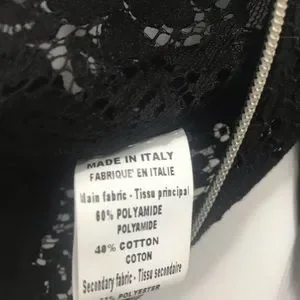 MADE IN ITALY
FABRIQUE' EN ITALIE
Main fabric - Tissu principal
60% POLYAMIDE
POLYAMIDE
40% COTTON
COTON
Secondary fabric - Tissu secondaire
POLYESTER